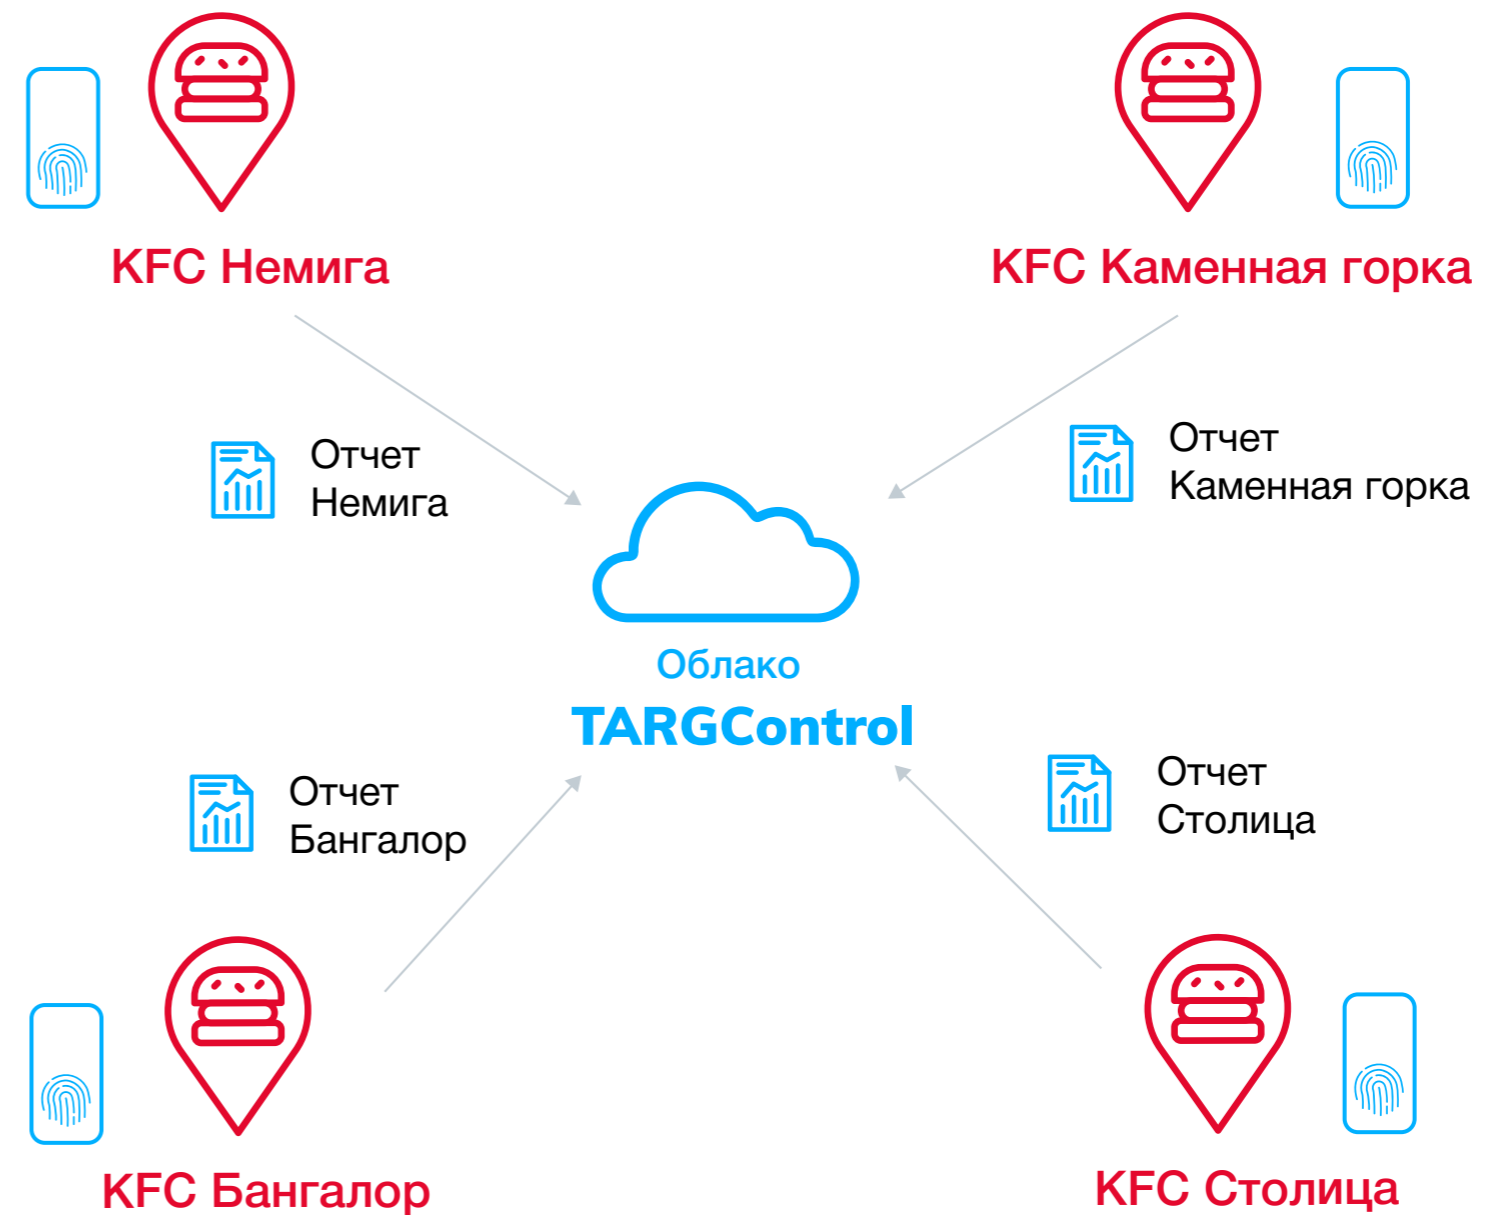 KFC Немига
KFC Каменная горка
Отчет
Немига
Отчет
Каменная горка
Облако
TARGControl
Отчет
Бангалор
Отчет
Столица
KFC Бангалор
KFC Столица